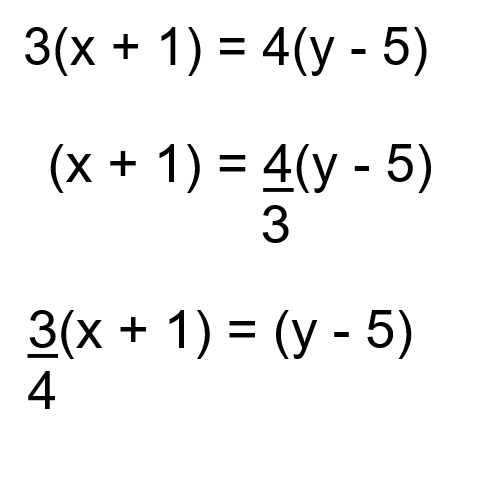 3(x + 1) = 4(y - 5)
(x + 1) = 4/3(y - 5)
3/4(x + 1) = (y - 5)